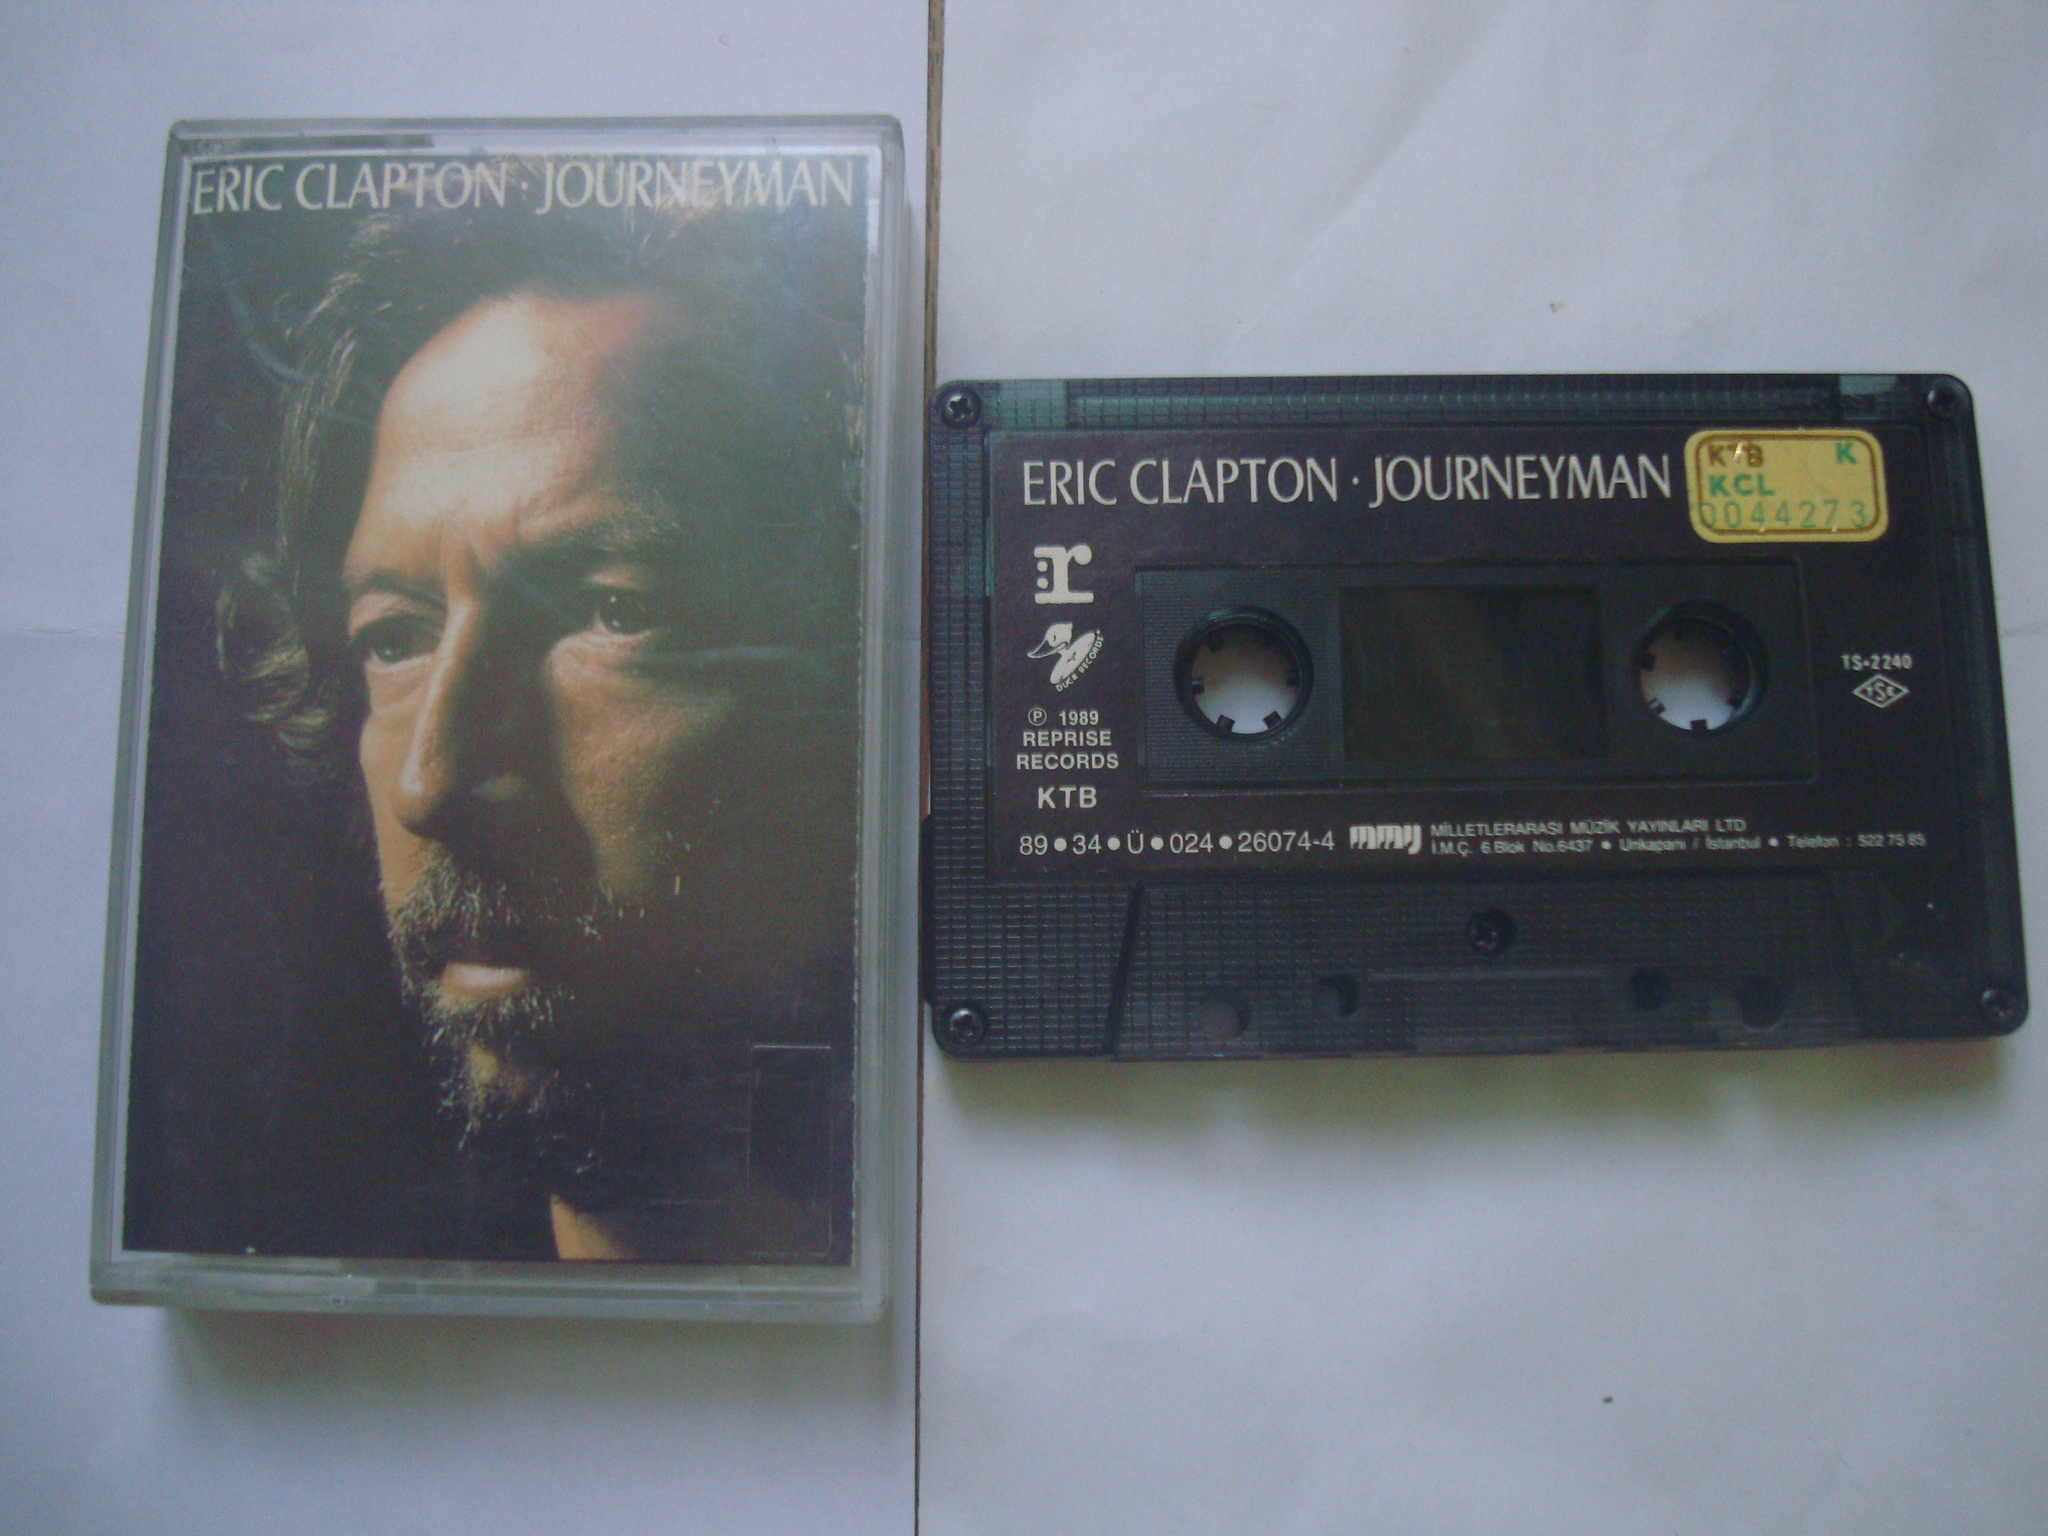 ERIC CLAPTON · JOURNEYMAN
ERIC CLAPTON · JOURNEYMAN
KTB K
KCL
0044273
r
DUCK RECORDS
℗ 1989
REPRISE
RECORDS
KTB
TS•2240
TSE
89 • 34 • Ü • 024 • 26074-4
mmy
MİLLETLERARASI MÜZİK YAYINLARI LTD
İ.M.Ç. 6.Blok No.6437 • Unkapanı / İstanbul • Telefon : 522 75 85